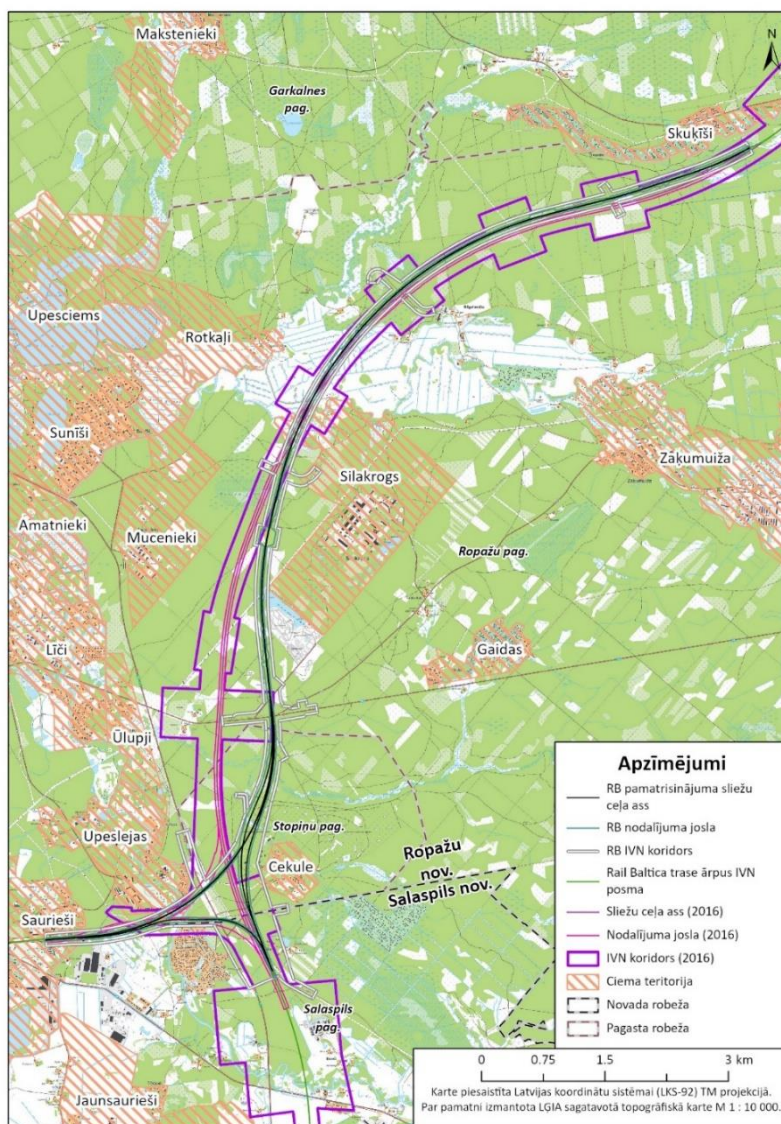 Makstenieki
N
Garkalnes
pag.
Skuķīši
Upesciems
Rotkaļi
Sunīši
Zaķumuiža
Silakrogs
Amatnieki
Mucenieki
Ropažu pag.
Līči
Gaidas
Ūlupji
Stopiņu pag.
Upeslejas
Cekule
Ropažu
nov.
Salaspils nov.
Saurieši
Salaspils
pag.
Jaunsaurieši
Apzīmējumi
RB pamatrisinājuma sliežu
ceļa ass
RB nodalījuma josla
RB IVN koridors
Rail Baltica trase ārpus IVN
posma
Sliežu ceļa ass (2016)
Nodalījuma josla (2016)
IVN koridors (2016)
Ciema teritorija
Novada robeža
Pagasta robeža
0 0.75 1.5 3 km
Karte piesaistīta Latvijas koordinātu sistēmai (LKS-92) TM projekcijā.
Par pamatni izmantota LĢIA sagatavotā topogrāfiskā karte M 1 : 10 000.